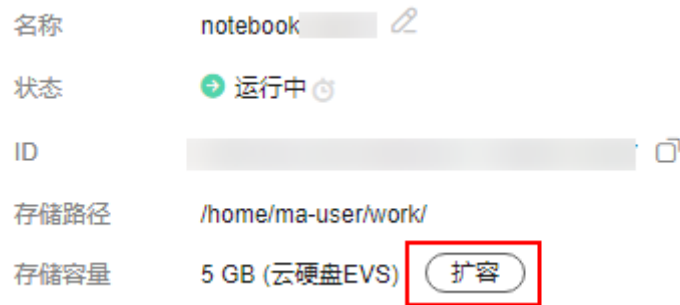 名称 notebook
状态 运行中
ID
存储路径 /home/ma-user/work/
存储容量 5 GB (云硬盘EVS) 扩容